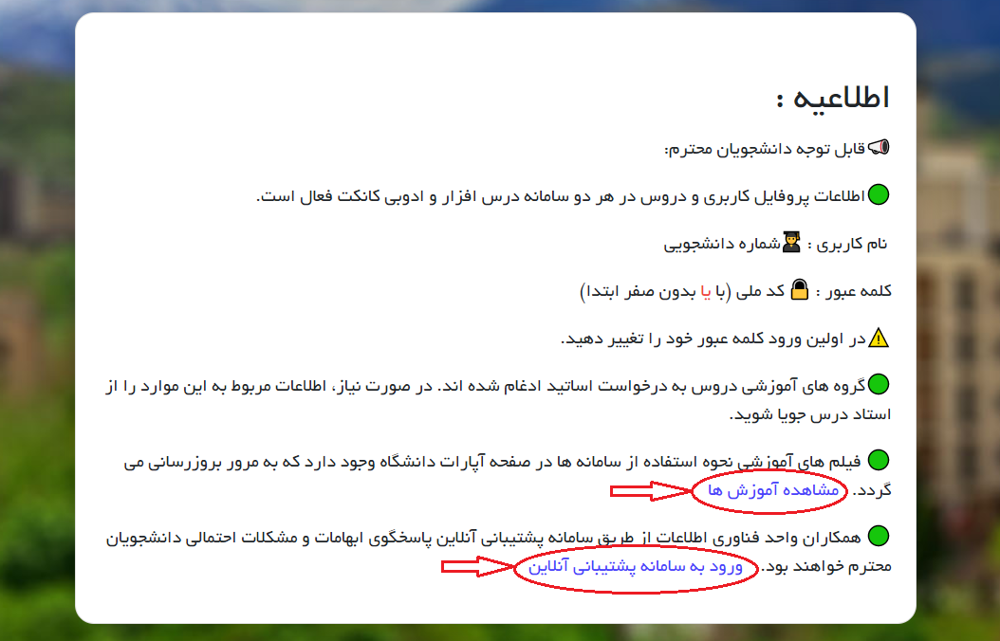 اطلاعیه :
قابل توجه دانشجویان محترم:
اطلاعات پروفایل کاربری و دروس در هر دو سامانه درس افزار و ادوبی کانکت فعال است.
نام کاربری : شماره دانشجویی
کلمه عبور : کد ملی (با یا بدون صفر ابتدا)
در اولین ورود کلمه عبور خود را تغییر دهید.
گروه های آموزشی دروس به درخواست اساتید ادغام شده اند. در صورت نیاز، اطلاعات مربوط به این موارد را از
استاد درس جویا شوید.
فیلم های آموزشی نحوه استفاده از سامانه ها در صفحه آپارات دانشگاه وجود دارد که به مرور بروزرسانی می
گردد. مشاهده آموزش ها
همکاران واحد فناوری اطلاعات از طریق سامانه پشتیبانی آنلاین پاسخگوی ابهامات و مشکلات احتمالی دانشجویان
محترم خواهند بود. ورود به سامانه پشتیبانی آنلاین